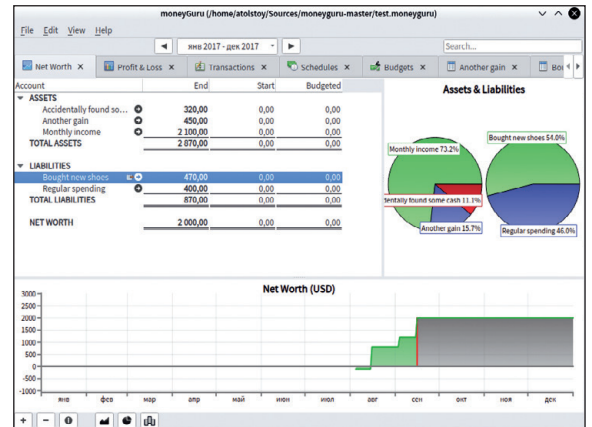 moneyGuru (/home/atolstoy/Sources/moneyguru-master/test.moneyguru)
File Edit View Help
янв 2017 - дек 2017
Search...
Net Worth × Profit & Loss × Transactions × Schedules × Budgets × Another gain ×
Account End Start Budgeted
ASSETS
Accidentally found so... 320,00 0,00 0,00
Another gain 450,00 0,00 0,00
Monthly income 2 100,00 0,00 0,00
TOTAL ASSETS 2 870,00 0,00 0,00
LIABILITIES
Bought new shoes 470,00 0,00 0,00
Regular spending 400,00 0,00 0,00
TOTAL LIABILITIES 870,00 0,00 0,00
NET WORTH 2 000,00 0,00 0,00
Assets & Liabilities
Monthly income 73.2%
dentally found some cash 11.1%
Another gain 15.7%
Bought new shoes 54.0%
Regular spending 46.0%
Net Worth (USD)
3000
2500
2000
1500
1000
500
0
-500
-1000
янв фев мар апр май июн июл авг сен окт ноя дек